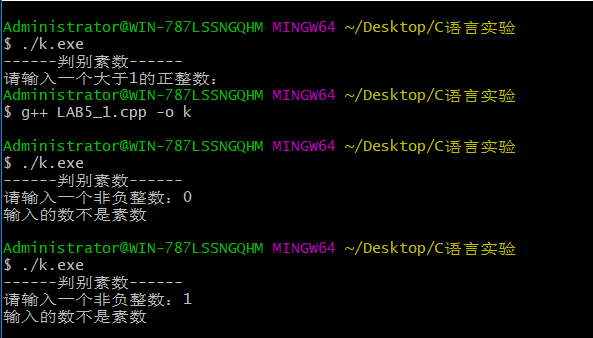 Administrator@WIN-787LSSNGQHM MINGW64 ~/Desktop/C语言实验
$ ./k.exe
------判别素数------
请输入一个大于1的正整数:
Administrator@WIN-787LSSNGQHM MINGW64 ~/Desktop/C语言实验
$ g++ LAB5_1.cpp -o k
Administrator@WIN-787LSSNGQHM MINGW64 ~/Desktop/C语言实验
$ ./k.exe
------判别素数------
请输入一个非负整数：0
输入的数不是素数
Administrator@WIN-787LSSNGQHM MINGW64 ~/Desktop/C语言实验
$ ./k.exe
------判别素数------
请输入一个非负整数：1
输入的数不是素数